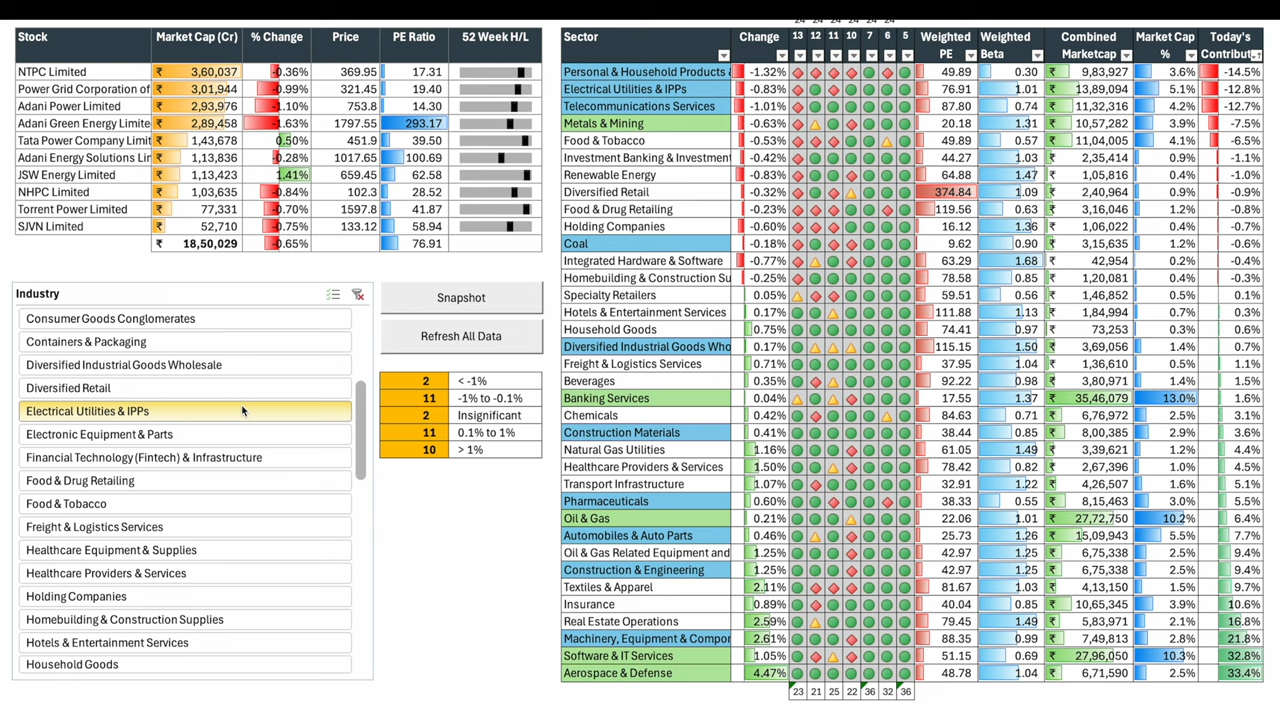 Stock Market Cap (Cr) % Change Price PE Ratio 52 Week H/L
NTPC Limited ₹ 3,60,037 -0.36% 369.95 17.31
Power Grid Corporation of ₹ 3,01,944 -0.99% 321.45 19.40
Adani Power Limited ₹ 2,93,976 -1.10% 753.8 14.30
Adani Green Energy Limite ₹ 2,89,458 -1.63% 1797.55 293.17
Tata Power Company Limit ₹ 1,43,678 0.50% 451.9 39.50
Adani Energy Solutions Lin ₹ 1,13,836 -0.28% 1017.65 100.69
JSW Energy Limited ₹ 1,13,423 1.41% 659.45 62.58
NHPC Limited ₹ 1,03,635 -0.84% 102.3 28.52
Torrent Power Limited ₹ 77,331 -0.70% 1597.8 41.87
SJVN Limited ₹ 52,710 -0.75% 133.12 58.94
₹ 18,50,029 -0.65% 76.91
Industry
Consumer Goods Conglomerates
Containers & Packaging
Diversified Industrial Goods Wholesale
Diversified Retail
Electrical Utilities & IPPs
Electronic Equipment & Parts
Financial Technology (Fintech) & Infrastructure
Food & Drug Retailing
Food & Tobacco
Freight & Logistics Services
Healthcare Equipment & Supplies
Healthcare Providers & Services
Holding Companies
Homebuilding & Construction Supplies
Hotels & Entertainment Services
Household Goods
Snapshot
Refresh All Data
2 < -1%
11 -1% to -0.1%
2 Insignificant
11 0.1% to 1%
10 > 1%
Sector Change 13 12 11 10 7 6 5 Weighted PE Weighted Beta Combined Marketcap Market Cap % Today's Contribut
Personal & Household Products & -1.32% 49.89 0.30 ₹ 9,83,927 3.6% -14.5%
Electrical Utilities & IPPs -0.83% 76.91 1.01 ₹ 13,89,094 5.1% -12.8%
Telecommunications Services -1.01% 87.80 0.74 ₹ 11,32,316 4.2% -12.7%
Metals & Mining -0.63% 20.18 1.31 ₹ 10,57,282 3.9% -7.5%
Food & Tobacco -0.53% 49.89 0.57 ₹ 11,04,005 4.1% -6.5%
Investment Banking & Investment -0.42% 44.27 1.03 ₹ 2,35,414 0.9% -1.1%
Renewable Energy -0.83% 64.88 1.47 ₹ 1,05,816 0.4% -1.0%
Diversified Retail -0.32% 374.84 1.09 ₹ 2,40,964 0.9% -0.9%
Food & Drug Retailing -0.23% 119.56 0.63 ₹ 3,16,046 1.2% -0.8%
Holding Companies -0.60% 16.12 1.36 ₹ 1,06,022 0.4% -0.7%
Coal -0.18% 9.62 0.90 ₹ 3,15,635 1.2% -0.6%
Integrated Hardware & Software -0.77% 63.29 1.68 ₹ 42,954 0.2% -0.4%
Homebuilding & Construction Su -0.25% 78.58 0.85 ₹ 1,20,081 0.4% -0.3%
Specialty Retailers 0.05% 59.51 0.56 ₹ 1,46,852 0.5% 0.1%
Hotels & Entertainment Services 0.17% 111.88 1.13 ₹ 1,84,994 0.7% 0.3%
Household Goods 0.75% 74.41 0.97 ₹ 73,253 0.3% 0.6%
Diversified Industrial Goods Who 0.17% 115.15 1.50 ₹ 3,69,056 1.4% 0.7%
Freight & Logistics Services 0.71% 37.95 1.04 ₹ 1,36,610 0.5% 1.1%
Beverages 0.35% 92.22 0.98 ₹ 3,80,971 1.4% 1.5%
Banking Services 0.04% 17.55 1.37 ₹ 35,46,079 13.0% 1.6%
Chemicals 0.42% 84.63 0.71 ₹ 6,76,972 2.5% 3.1%
Construction Materials 0.41% 38.44 0.85 ₹ 8,00,385 2.9% 3.6%
Natural Gas Utilities 1.16% 61.05 1.49 ₹ 3,39,621 1.2% 4.4%
Healthcare Providers & Services 1.50% 78.42 0.82 ₹ 2,67,396 1.0% 4.5%
Transport Infrastructure 1.07% 32.91 1.22 ₹ 4,26,507 1.6% 5.1%
Pharmaceuticals 0.60% 38.33 0.55 ₹ 8,15,463 3.0% 5.5%
Oil & Gas 0.21% 22.06 1.01 ₹ 27,72,750 10.2% 6.4%
Automobiles & Auto Parts 0.46% 25.73 1.26 ₹ 15,09,943 5.5% 7.7%
Oil & Gas Related Equipment and 1.25% 42.97 1.25 ₹ 6,75,338 2.5% 9.4%
Construction & Engineering 1.25% 42.97 1.25 ₹ 6,75,338 2.5% 9.4%
Textiles & Apparel 2.11% 81.67 1.03 ₹ 4,13,150 1.5% 9.7%
Insurance 0.89% 40.04 0.85 ₹ 10,65,345 3.9% 10.6%
Real Estate Operations 2.59% 79.45 1.49 ₹ 5,83,971 2.1% 16.8%
Machinery, Equipment & Compor 2.61% 88.35 0.99 ₹ 7,49,813 2.8% 21.8%
Software & IT Services 1.05% 51.15 0.69 ₹ 27,96,050 10.3% 32.8%
Aerospace & Defense 4.47% 48.78 1.04 ₹ 6,71,590 2.5% 33.4%
23 21 25 22 36 32 36